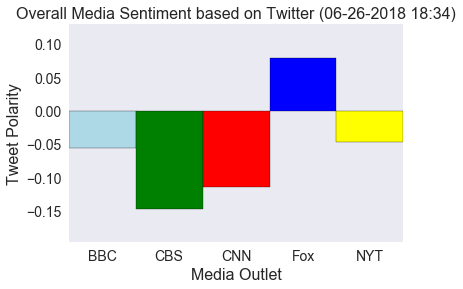 Overall Media Sentiment based on Twitter (06-26-2018 18:34)
0.10
0.05
0.00
−0.05
−0.10
−0.15
Tweet Polarity
BBC CBS CNN Fox NYT
Media Outlet